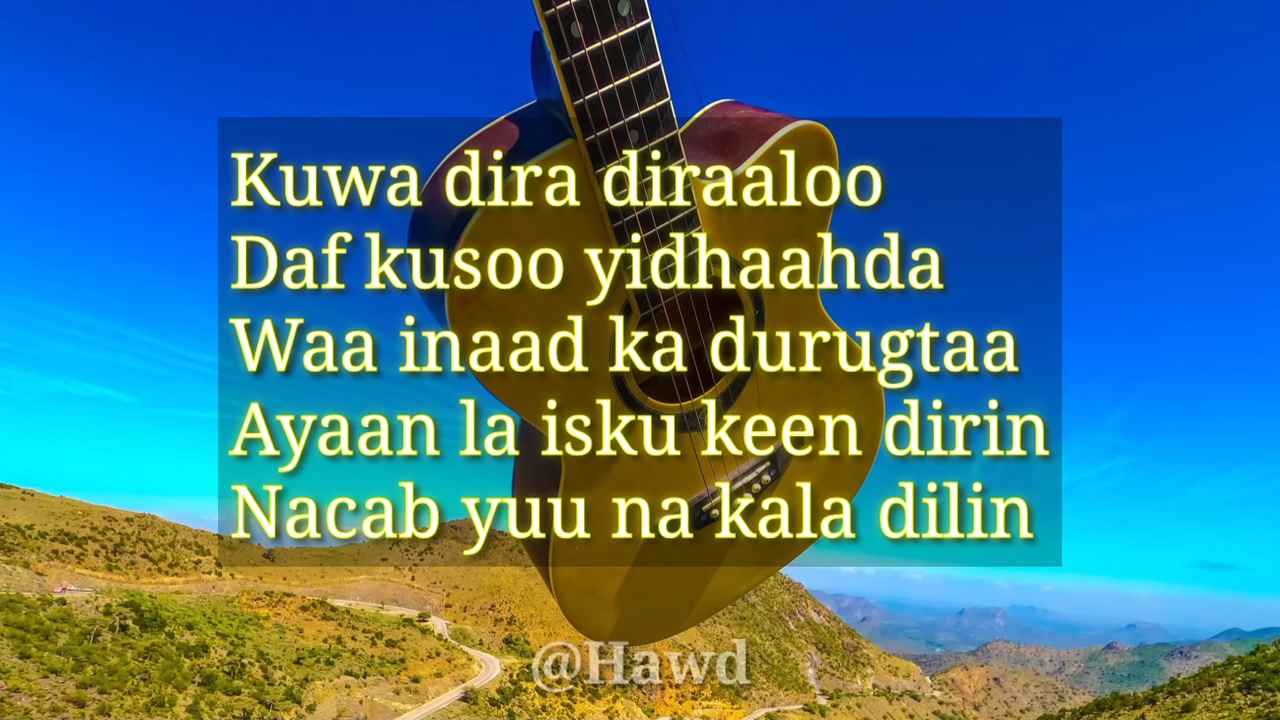 Kuwa dira diraaloo
Daf kusoo yidhaahda
Waa inaad ka durugtaa
Ayaan la isku keen dirin
Nacab yuu na kala dilin
@Hawd